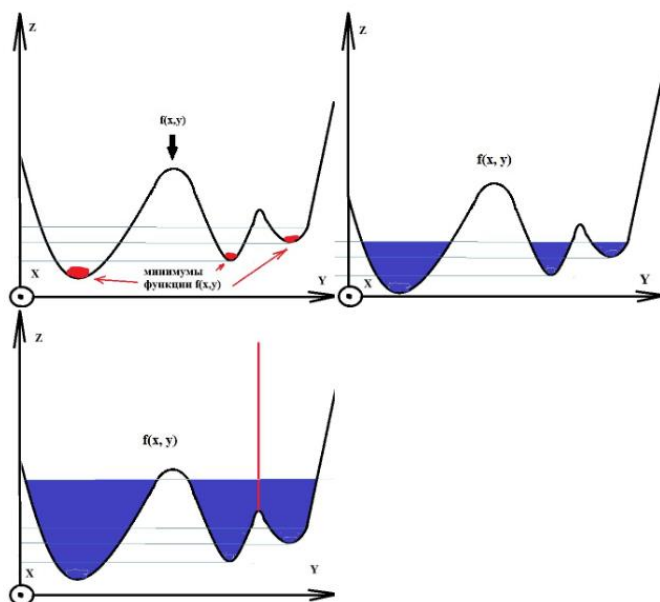 Z
f(x,y)
минимумы
функции f(x,y)
X
Y
Z
f(x, y)
X
Y
Z
f(x, y)
X
Y